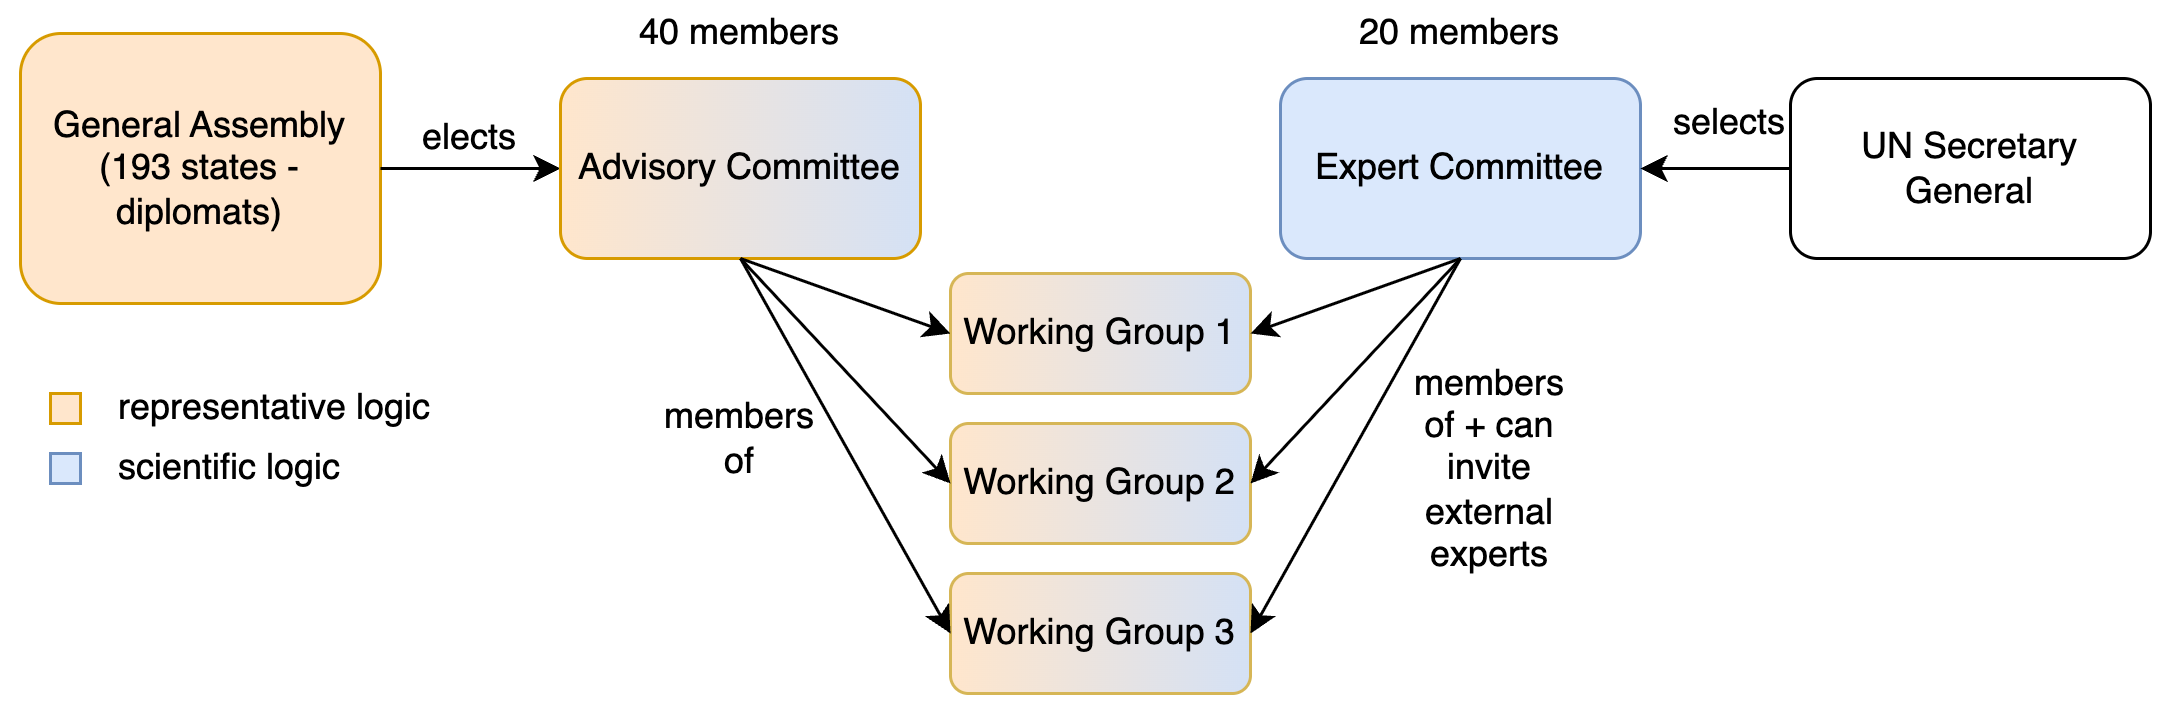 40 members
20 members
General Assembly
(193 states -
diplomats)
elects
Advisory Committee
Expert Committee
selects
UN Secretary
General
Working Group 1
Working Group 2
Working Group 3
members
of
members
of + can
invite
external
experts
representative logic
scientific logic